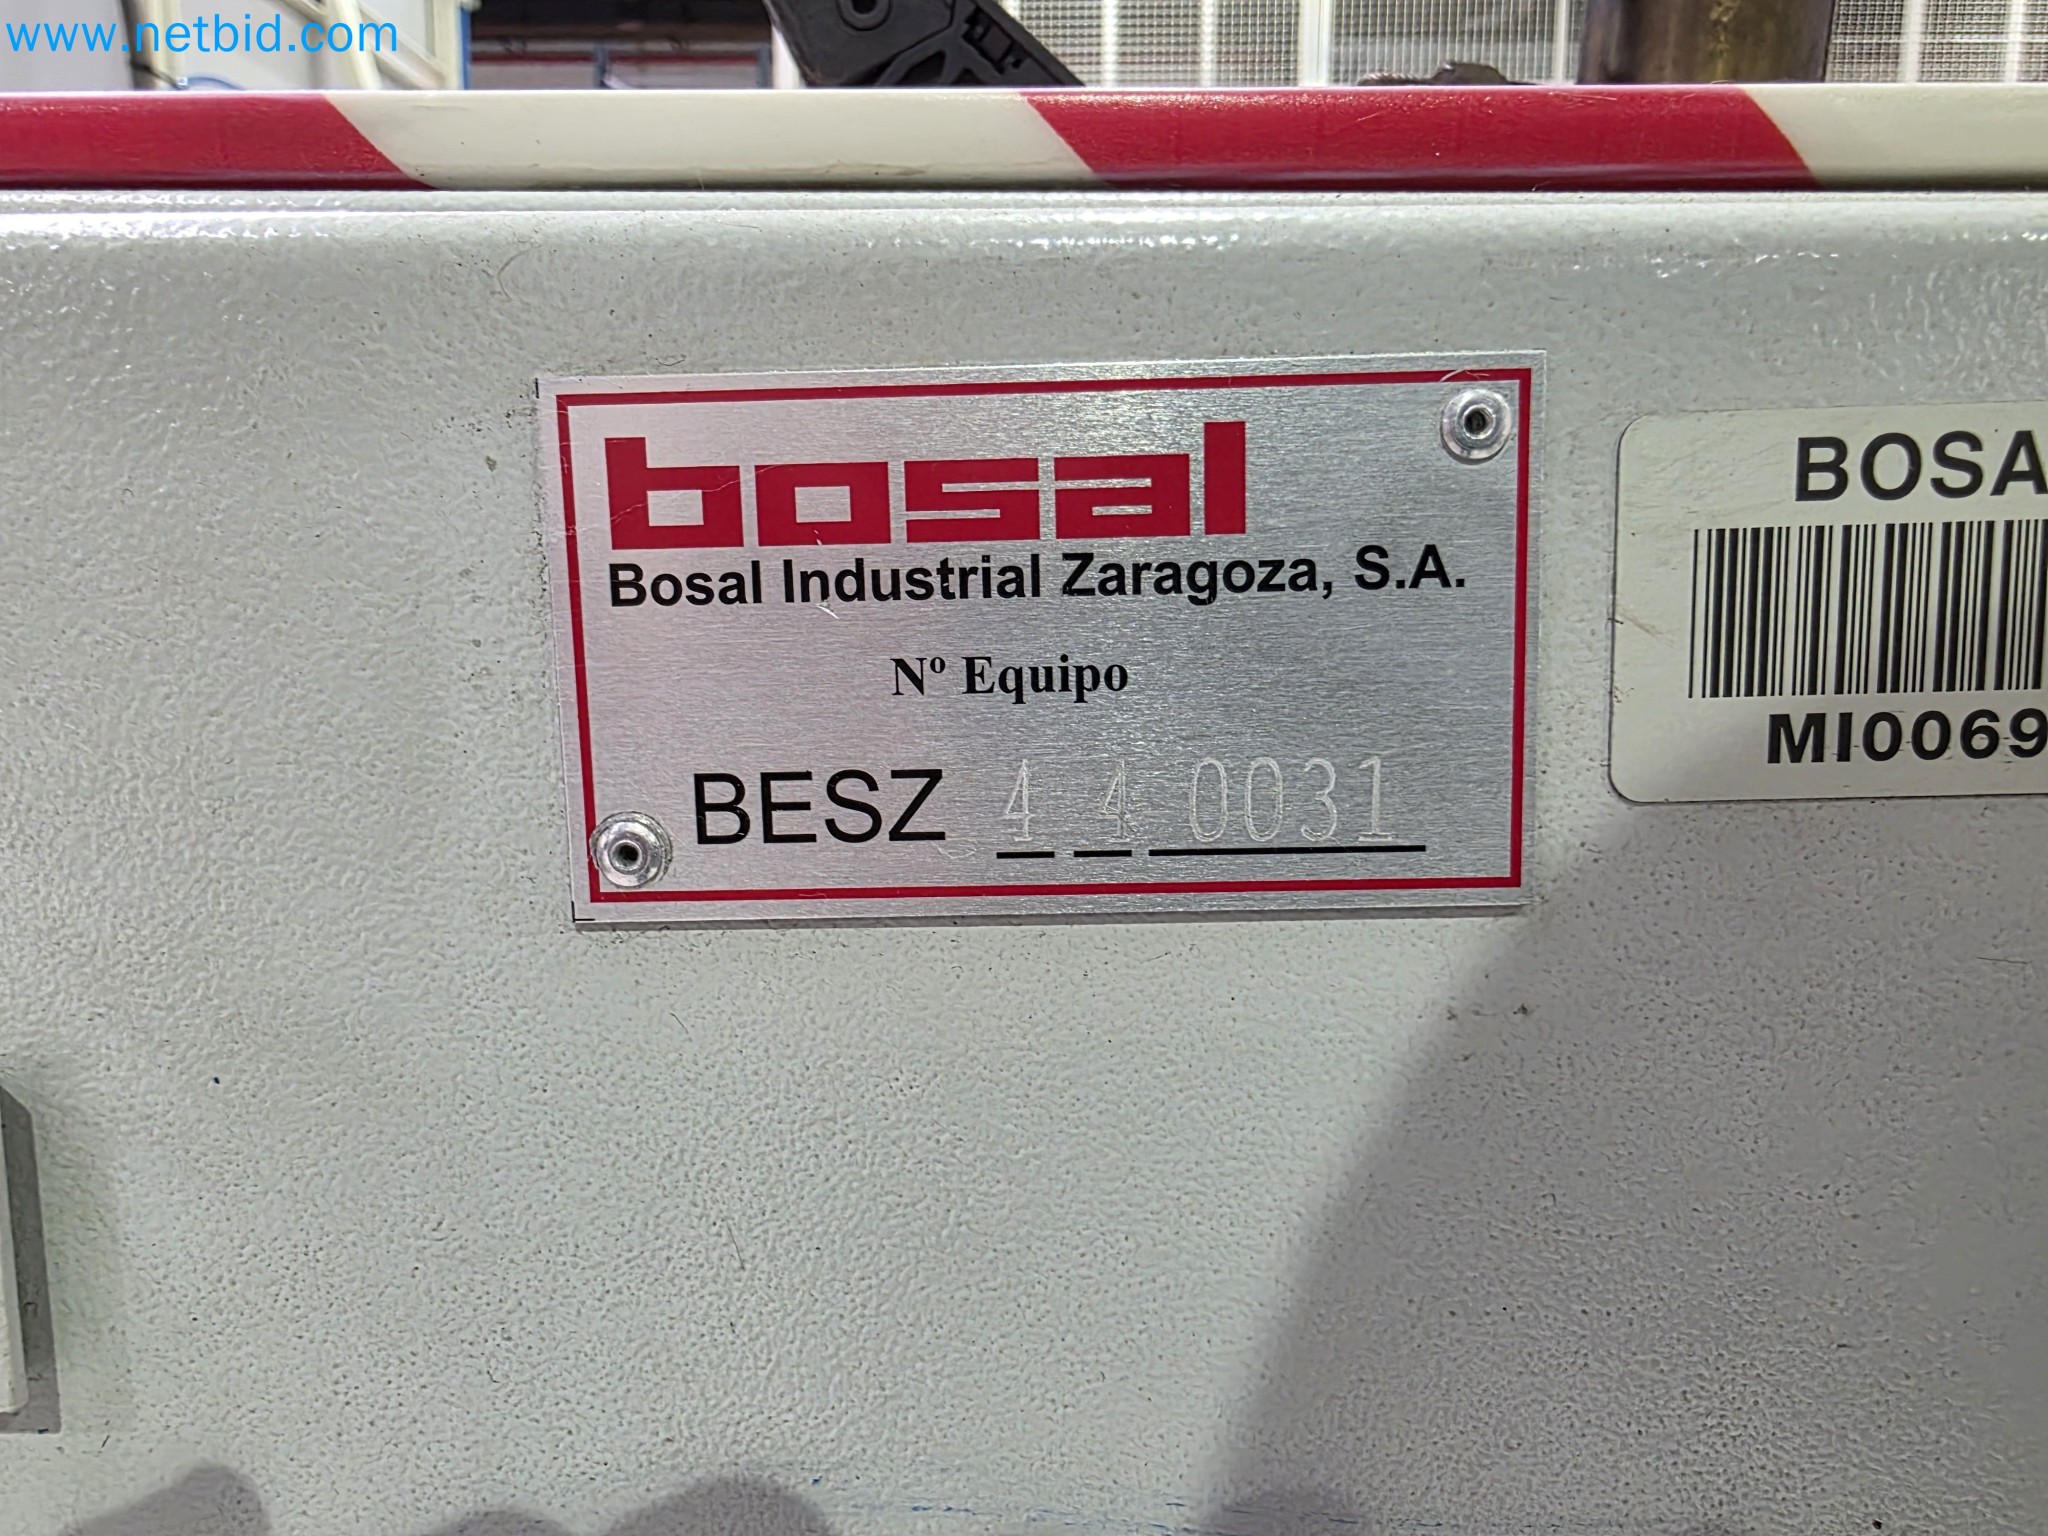 www.netbid.com
bosal
Bosal Industrial Zaragoza, S.A.
Nº Equipo
BESZ 4 4 0031
BOSA
MI0069